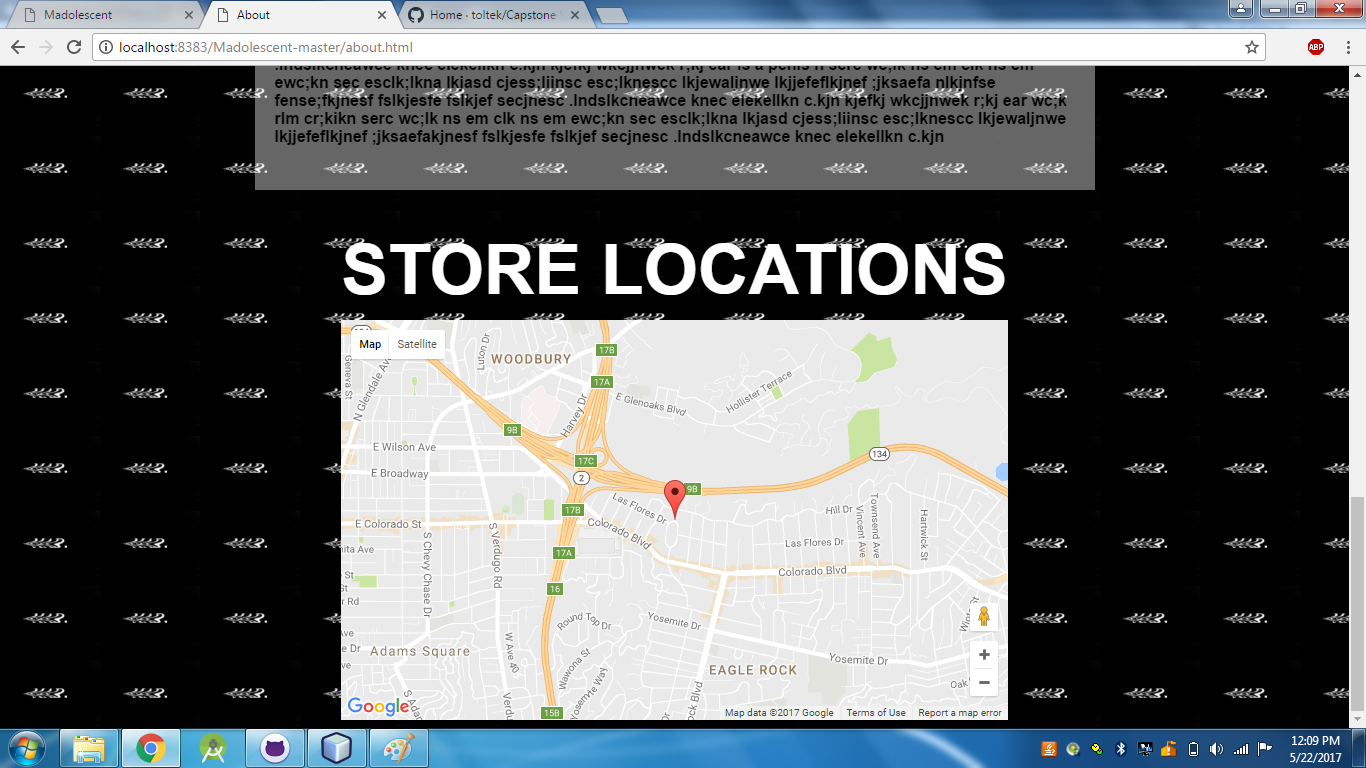 Madolescent
About
Home - toltek/Capstone
localhost:8383/Madolescent-master/about.html
ABP
ewc;kn sec esclk;lkna lkjasd cjess;liinsc esc;lknescc lkjewaljnwe lkjjefeflkjnef ;jksaefa nlkjnfse
fense;fkjnesf fslkjesfe fslkjef secjnesc .lndslkcneawce knec elekellkn c.kjn kjefkj wkcjjnwek r;kj ear wc;k
rlm cr;kikn serc wc;lk ns em clk ns em ewc;kn sec esclk;lkna lkjasd cjess;liinsc esc;lknescc lkjewaljnwe
lkjjefeflkjnef ;jksaefakjnesf fslkjesfe fslkjef secjnesc .lndslkcneawce knec elekellkn c.kjn
STORE LOCATIONS
Map
Satellite
WOODBURY
Luton Dr
Geneva St
N Glendale Ave
17B
17A
E Glenoaks Blvd
Hollister Terrace
Harvey Dr
9B
E Wilson Ave
E Broadway
17C
134
2
9B
Las Flores Dr
17B
E Colorado St
Colorado Blvd
Hill Dr
Vincent Ave
Townsend Ave
Hartwick St
Las Flores Dr
17A
S Chevy Chase Dr
S Verdugo Rd
Colorado Blvd
16
Round Top Dr
Yosemite Dr
Adams Square
W Ave 40
Wawona St
Yosemite Way
EAGLE ROCK
Yosemite Dr
15B
Google
Map data ©2017 Google
Terms of Use
Report a map error
12:09 PM
5/22/2017